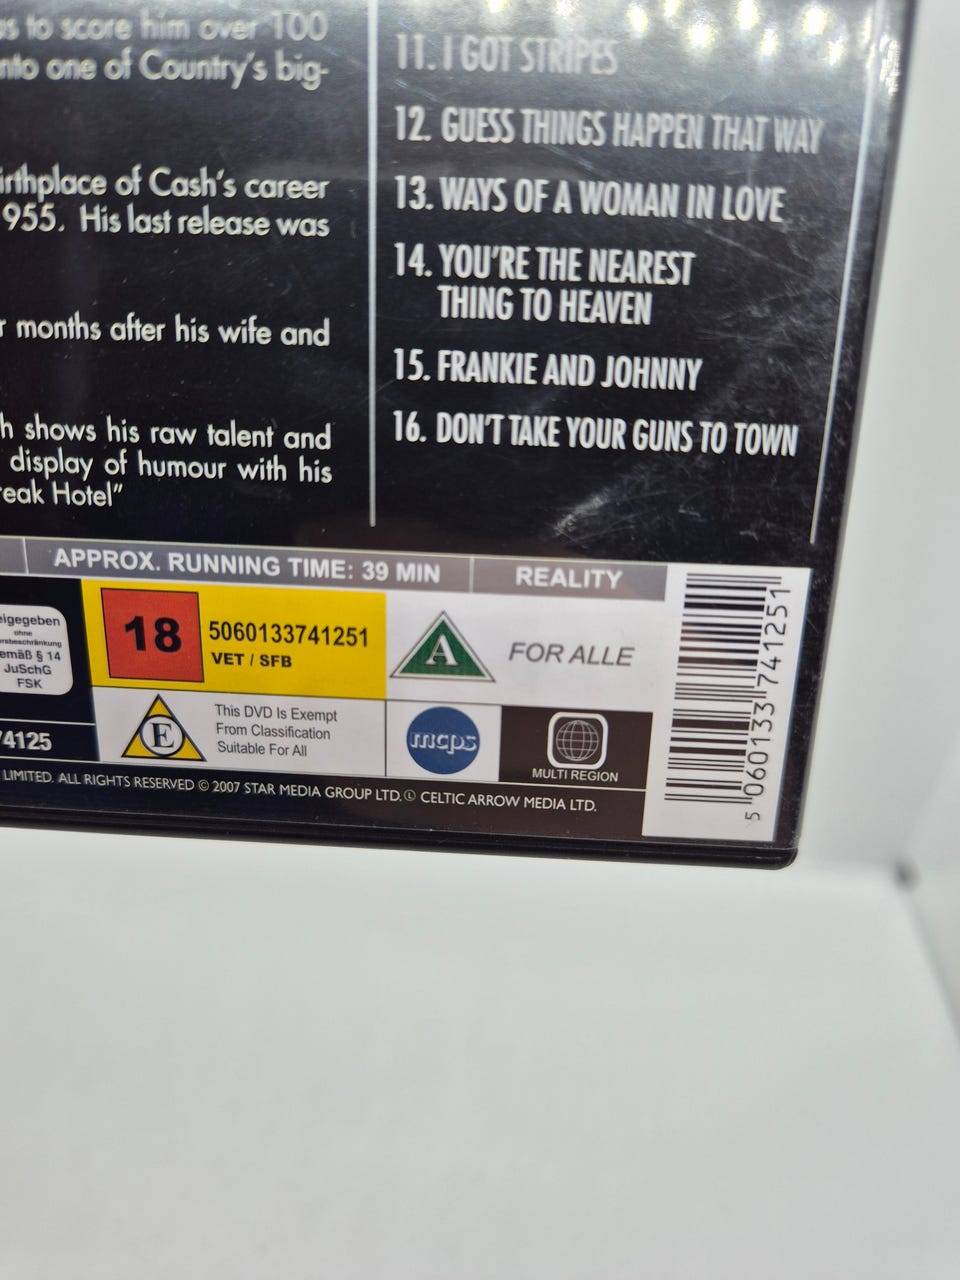 us to score him over 100
nto one of Country's big-
irthplace of Cash's career
955. His last release was
r months after his wife and
h shows his raw talent and
display of humour with his
reak Hotel"
11. I GOT STRIPES
12. GUESS THINGS HAPPEN THAT WAY
13. WAYS OF A WOMAN IN LOVE
14. YOU'RE THE NEAREST
THING TO HEAVEN
15. FRANKIE AND JOHNNY
16. DON'T TAKE YOUR GUNS TO TOWN
APPROX. RUNNING TIME: 39 MIN
REALITY
eigegeben
ohne
ersbeschränkung
emäß § 14
JuSchG
FSK
18
5060133741251
VET / SFB
A
FOR ALLE
E
This DVD Is Exempt
From Classification
Suitable For All
mcps
MULTI REGION
74125
LIMITED. ALL RIGHTS RESERVED © 2007 STAR MEDIA GROUP LTD. Ⓛ CELTIC ARROW MEDIA LTD.
5 060133 741251